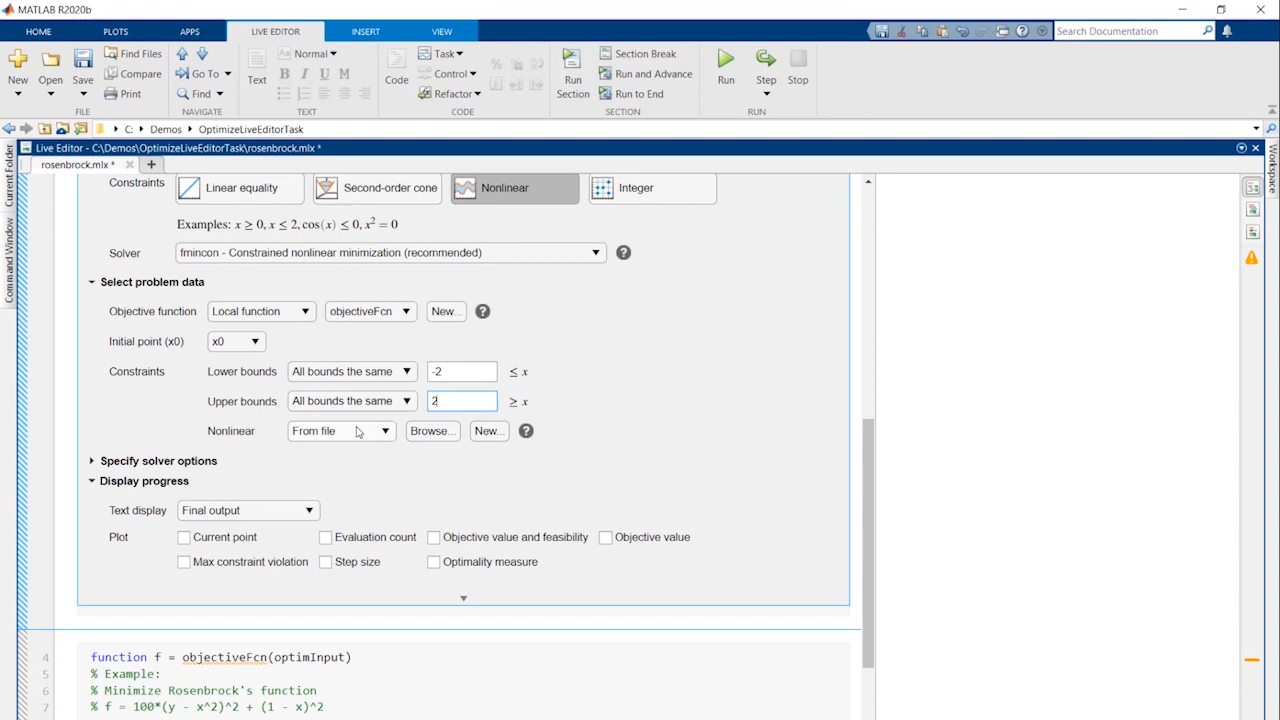 MATLAB R2020b
HOME PLOTS APPS LIVE EDITOR INSERT VIEW Search Documentation
New Open Save Find Files Compare Print Go To Find Text Normal B I U M Code Task Control Refactor Run Section Section Break Run and Advance Run to End Run Step Stop
FILE NAVIGATE TEXT CODE SECTION RUN
C: Demos OptimizeLiveEditorTask
Live Editor - C:\Demos\OptimizeLiveEditorTask\rosenbrock.mlx *
rosenbrock.mlx * +
Current Folder
Command Window
Workspace
Constraints Linear equality Second-order cone Nonlinear Integer
Examples: x ≥ 0, x ≤ 2, cos(x) ≤ 0, x² = 0
Solver fmincon - Constrained nonlinear minimization (recommended) ?
Select problem data
Objective function Local function objectiveFcn New... ?
Initial point (x0) x0
Constraints Lower bounds All bounds the same -2 ≤ x
Upper bounds All bounds the same 2 ≥ x
Nonlinear From file Browse... New... ?
Specify solver options
Display progress
Text display Final output
Plot Current point Evaluation count Objective value and feasibility Objective value
Max constraint violation Step size Optimality measure
4 function f = objectiveFcn(optimInput)
5 % Example:
6 % Minimize Rosenbrock's function
7 % f = 100*(y - x^2)^2 + (1 - x)^2